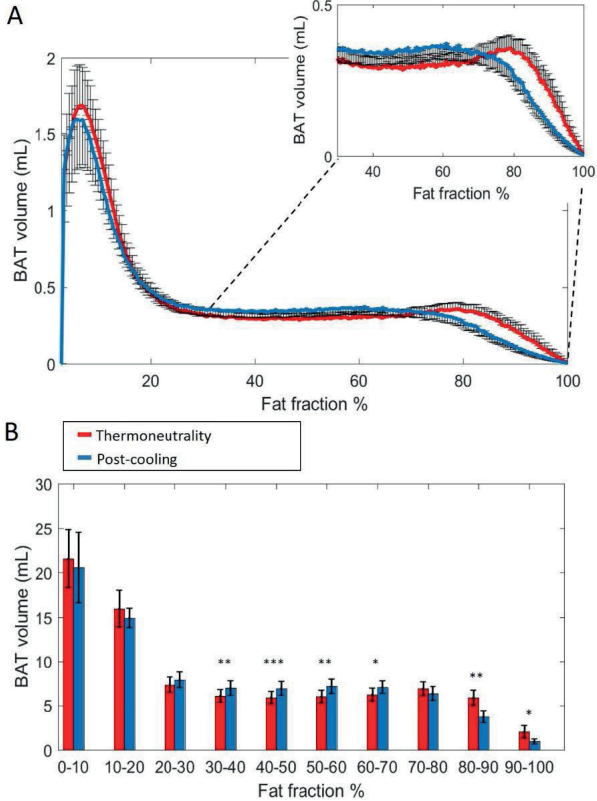 A
0.5
0
BAT volume (mL)
40 60 80 100
Fat fraction %
2
1.5
1
0.5
0
BAT volume (mL)
20 40 60 80 100
Fat fraction %
B
Thermoneutrality
Post-cooling
30
25
20
15
10
5
0
BAT volume (mL)
** *** ** * ** *
0-10 10-20 20-30 30-40 40-50 50-60 60-70 70-80 80-90 90-100
Fat fraction %